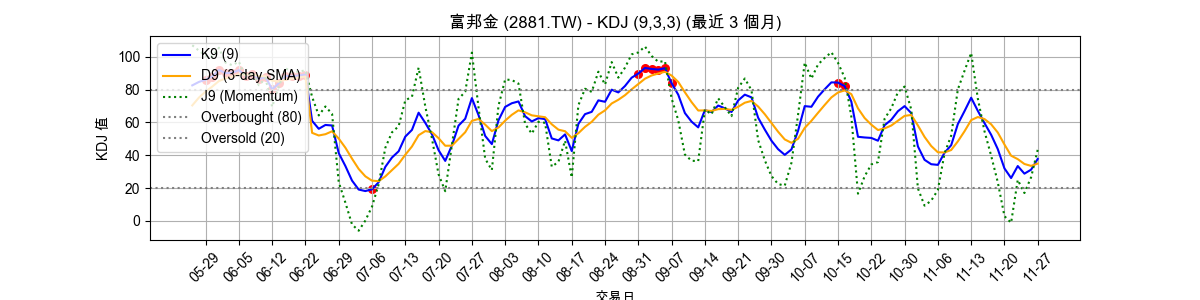 富邦金 (2881.TW) - KDJ (9,3,3) (最近 3 個月)
KDJ 值
100
80
60
40
20
0
K9 (9)
D9 (3-day SMA)
J9 (Momentum)
Overbought (80)
Oversold (20)
05-29 06-05 06-12 06-22 06-29 07-06 07-13 07-20 07-27 08-03 08-10 08-17 08-24 08-31 09-07 09-14 09-21 09-30 10-07 10-15 10-22 10-30 11-06 11-13 11-20 11-27
交易日